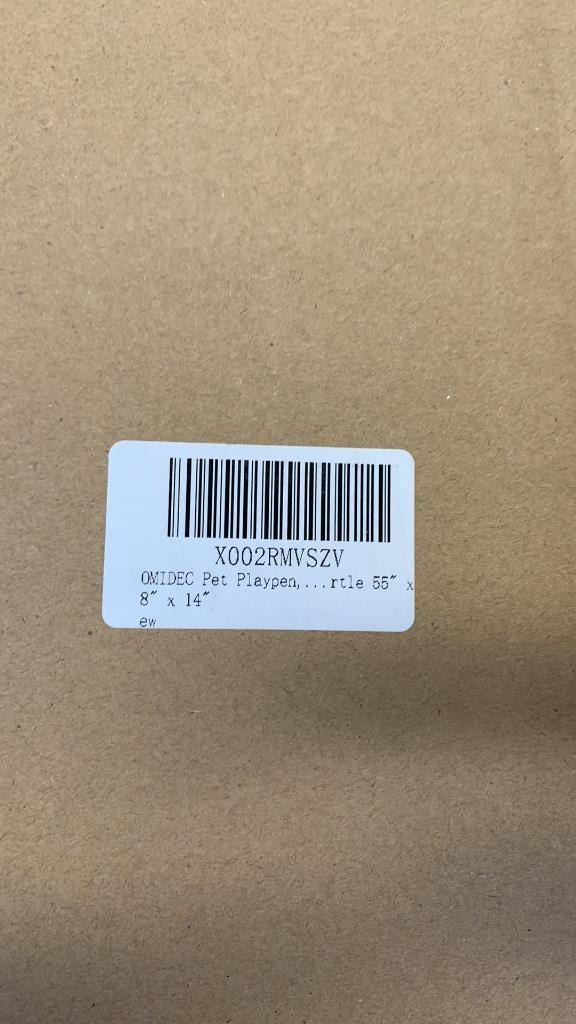 X002RMVSZV
OMIDEC Pet Playpen,...rtle 55" x
8" x 14"
ew